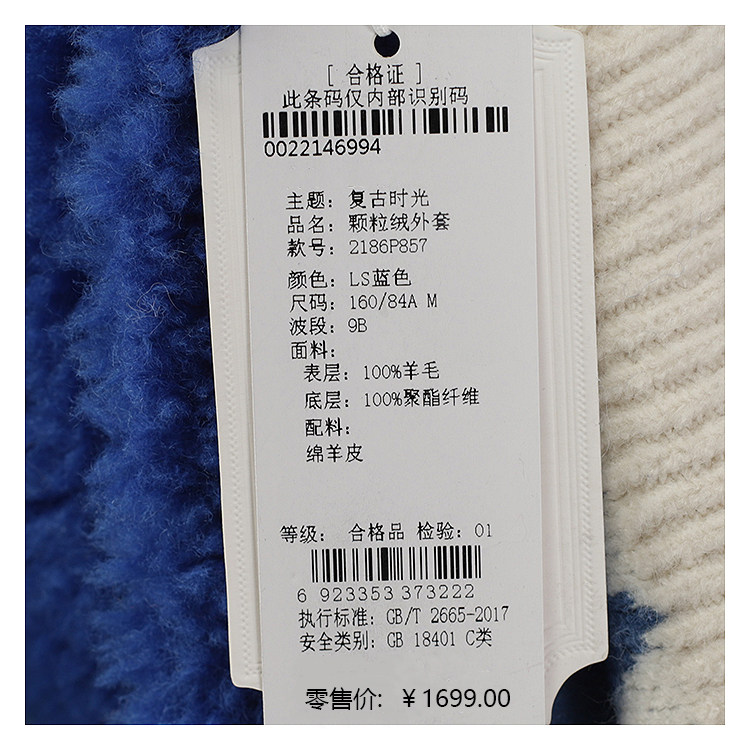 [ 合格证 ]
此条码仅内部识别码
0022146994
主题: 复古时光
品名: 颗粒绒外套
款号: 2186P857
颜色: LS蓝色
尺码: 160/84A M
波段: 9B
面料:
表层: 100%羊毛
底层: 100%聚酯纤维
配料:
绵羊皮
等级: 合格品 检验: 01
6 923353 373222
执行标准: GB/T 2665-2017
安全类别: GB 18401 C类
零售价: ¥1699.00